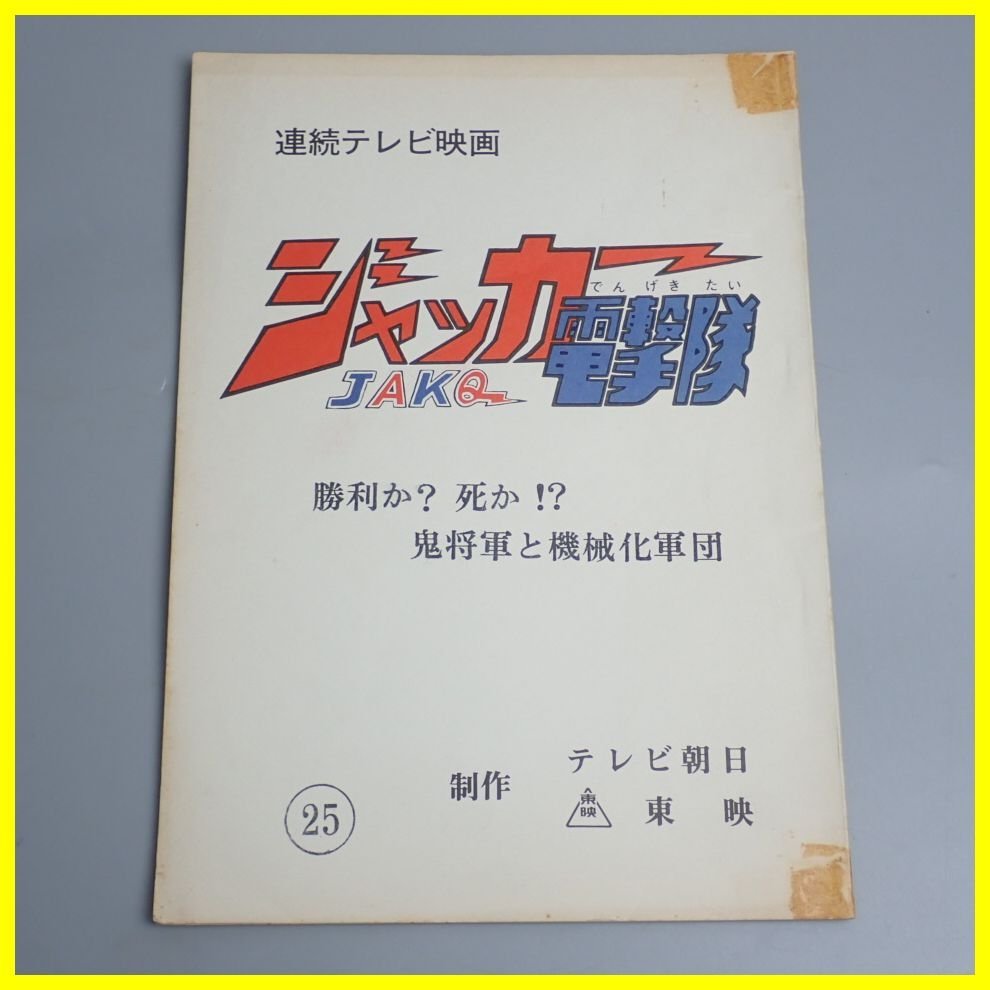 連続テレビ映画
ジャッカー
でんげきたい
電撃隊
JAKQ
勝利か? 死か!?
鬼将軍と機械化軍団
テレビ朝日
制作
東映 東映
25